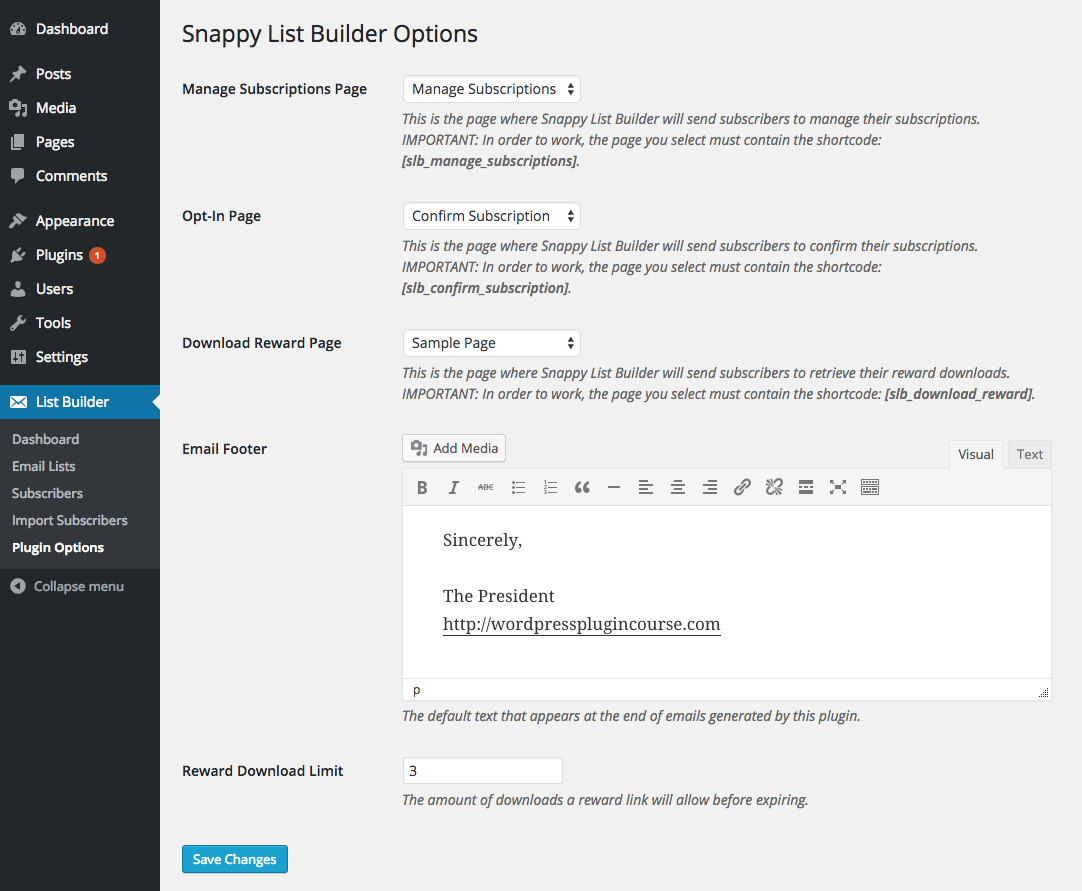 Dashboard
Posts
Media
Pages
Comments
Appearance
Plugins 1
Users
Tools
Settings
List Builder
Dashboard
Email Lists
Subscribers
Import Subscribers
Plugin Options
Collapse menu
Snappy List Builder Options
Manage Subscriptions Page
Manage Subscriptions
This is the page where Snappy List Builder will send subscribers to manage their subscriptions.
IMPORTANT: In order to work, the page you select must contain the shortcode:
[slb_manage_subscriptions].
Opt-In Page
Confirm Subscription
This is the page where Snappy List Builder will send subscribers to confirm their subscriptions.
IMPORTANT: In order to work, the page you select must contain the shortcode:
[slb_confirm_subscription].
Download Reward Page
Sample Page
This is the page where Snappy List Builder will send subscribers to retrieve their reward downloads.
IMPORTANT: In order to work, the page you select must contain the shortcode: [slb_download_reward].
Email Footer
Add Media
Visual Text
B I ABC
Sincerely,
The President
http://wordpressplugincourse.com
p
The default text that appears at the end of emails generated by this plugin.
Reward Download Limit
3
The amount of downloads a reward link will allow before expiring.
Save Changes